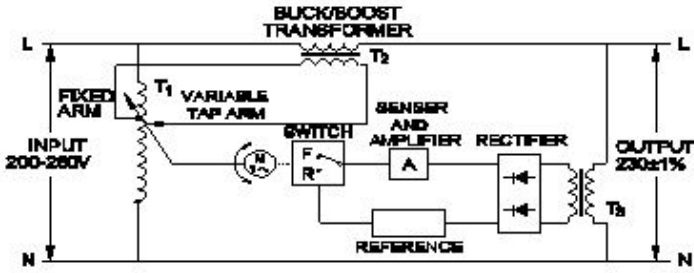 BUCK/BOOST
TRANSFORMER
L
L
T2
T1
FIXED
ARM
VARIABLE
TAP ARM
SENSER
AND
AMPLIFIER
SWITCH
RECTIFIER
INPUT
200-260V
OUTPUT
230±1%
M
F
R
A
T3
REFERENCE
N
N